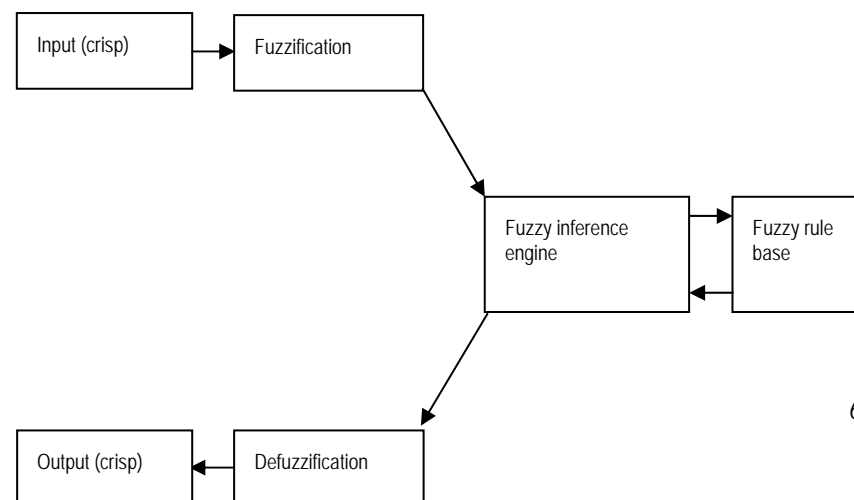 Input (crisp)
Fuzzification
Fuzzy inference
engine
Fuzzy rule
base
Defuzzification
Output (crisp)